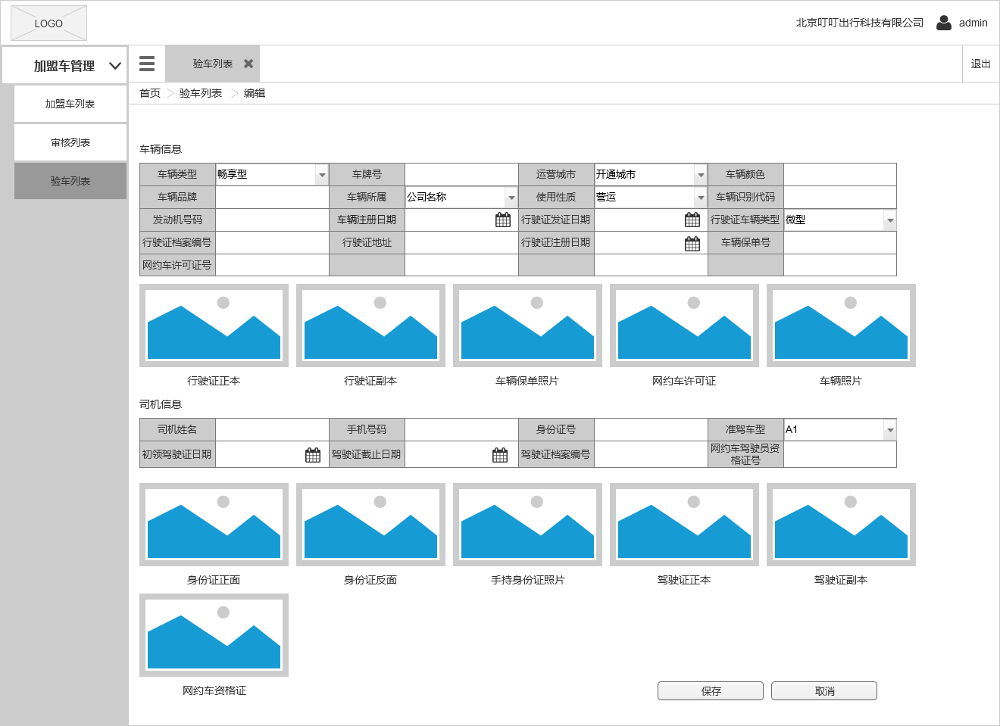 LOGO
北京叮叮出行科技有限公司
admin
加盟车管理
验车列表
退出
首页
验车列表
编辑
加盟车列表
审核列表
验车列表
车辆信息
车辆类型 畅享型 车牌号 运营城市 开通城市 车辆颜色
车辆品牌 车辆所属 公司名称 使用性质 营运 车辆识别代码
发动机号码 车辆注册日期 行驶证发证日期 行驶证车辆类型 微型
行驶证档案编号 行驶证地址 行驶证注册日期 车辆保单号
网约车许可证号
行驶证正本 行驶证副本 车辆保单照片 网约车许可证 车辆照片
司机信息
司机姓名 手机号码 身份证号 准驾车型 A1
初领驾驶证日期 驾驶证截止日期 驾驶证档案编号 网约车驾驶员资
格证号
身份证正面 身份证反面 手持身份证照片 驾驶证正本 驾驶证副本
网约车资格证
保存 取消